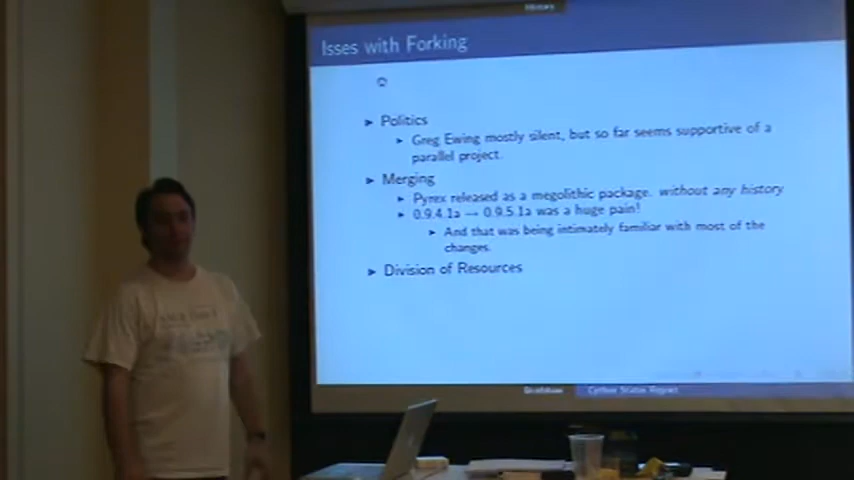 History
Isses with Forking
Politics
Greg Ewing mostly silent, but so far seems supportive of a
parallel project.
Merging
Pyrex released as a megolithic package. without any history
0.9.4.1a → 0.9.5.1a was a huge pain!
And that was being intimately familiar with most of the
changes.
Division of Resources
Bradshaw Cython Status Report